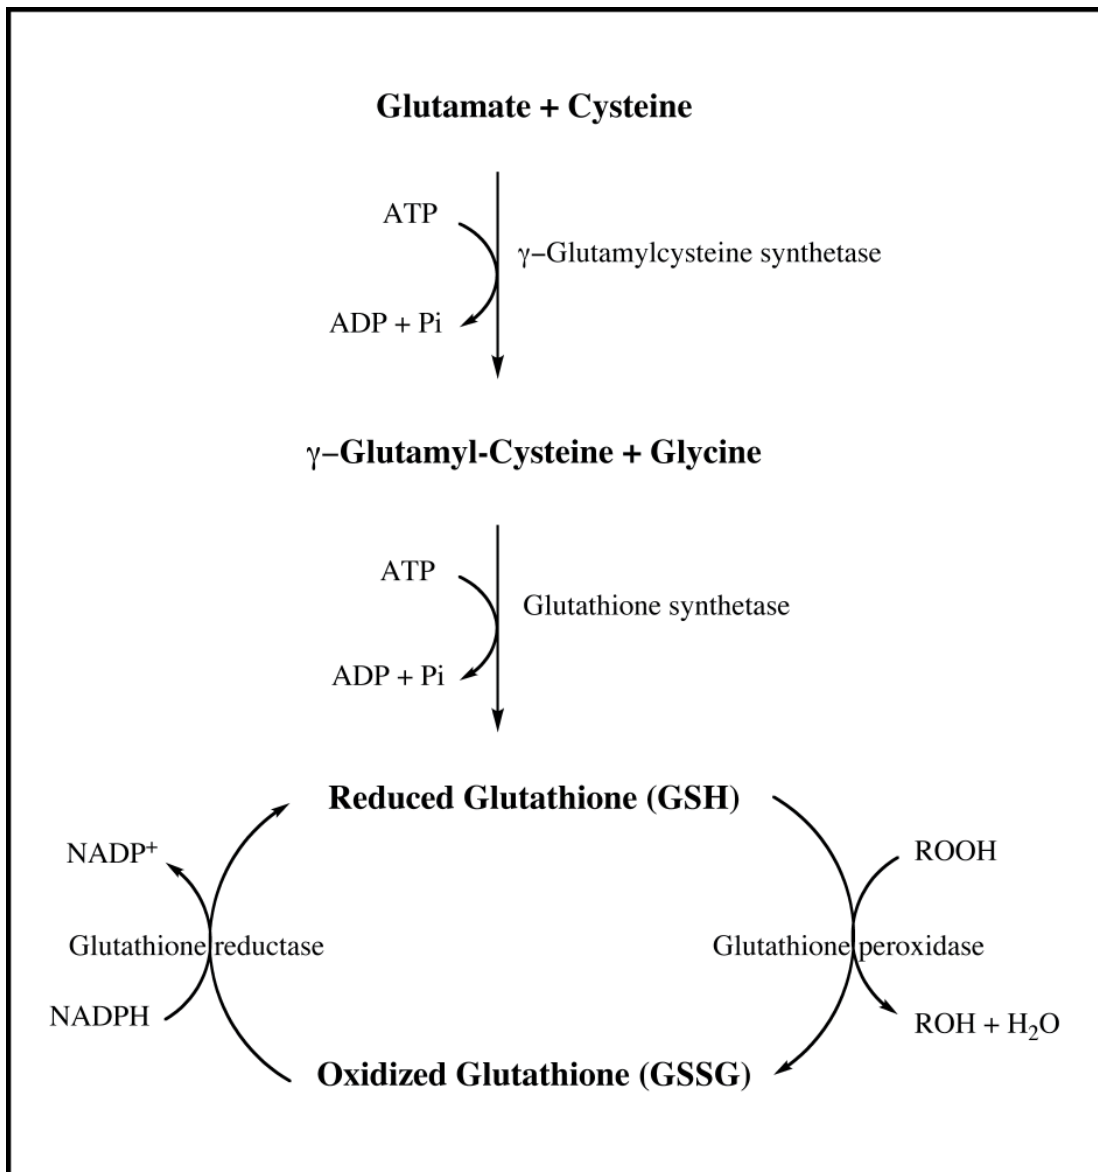 Glutamate + Cysteine
ATP
γ–Glutamylcysteine synthetase
ADP + Pi
γ–Glutamyl-Cysteine + Glycine
ATP
Glutathione synthetase
ADP + Pi
Reduced Glutathione (GSH)
NADP⁺
ROOH
Glutathione reductase
Glutathione peroxidase
NADPH
ROH + H₂O
Oxidized Glutathione (GSSG)